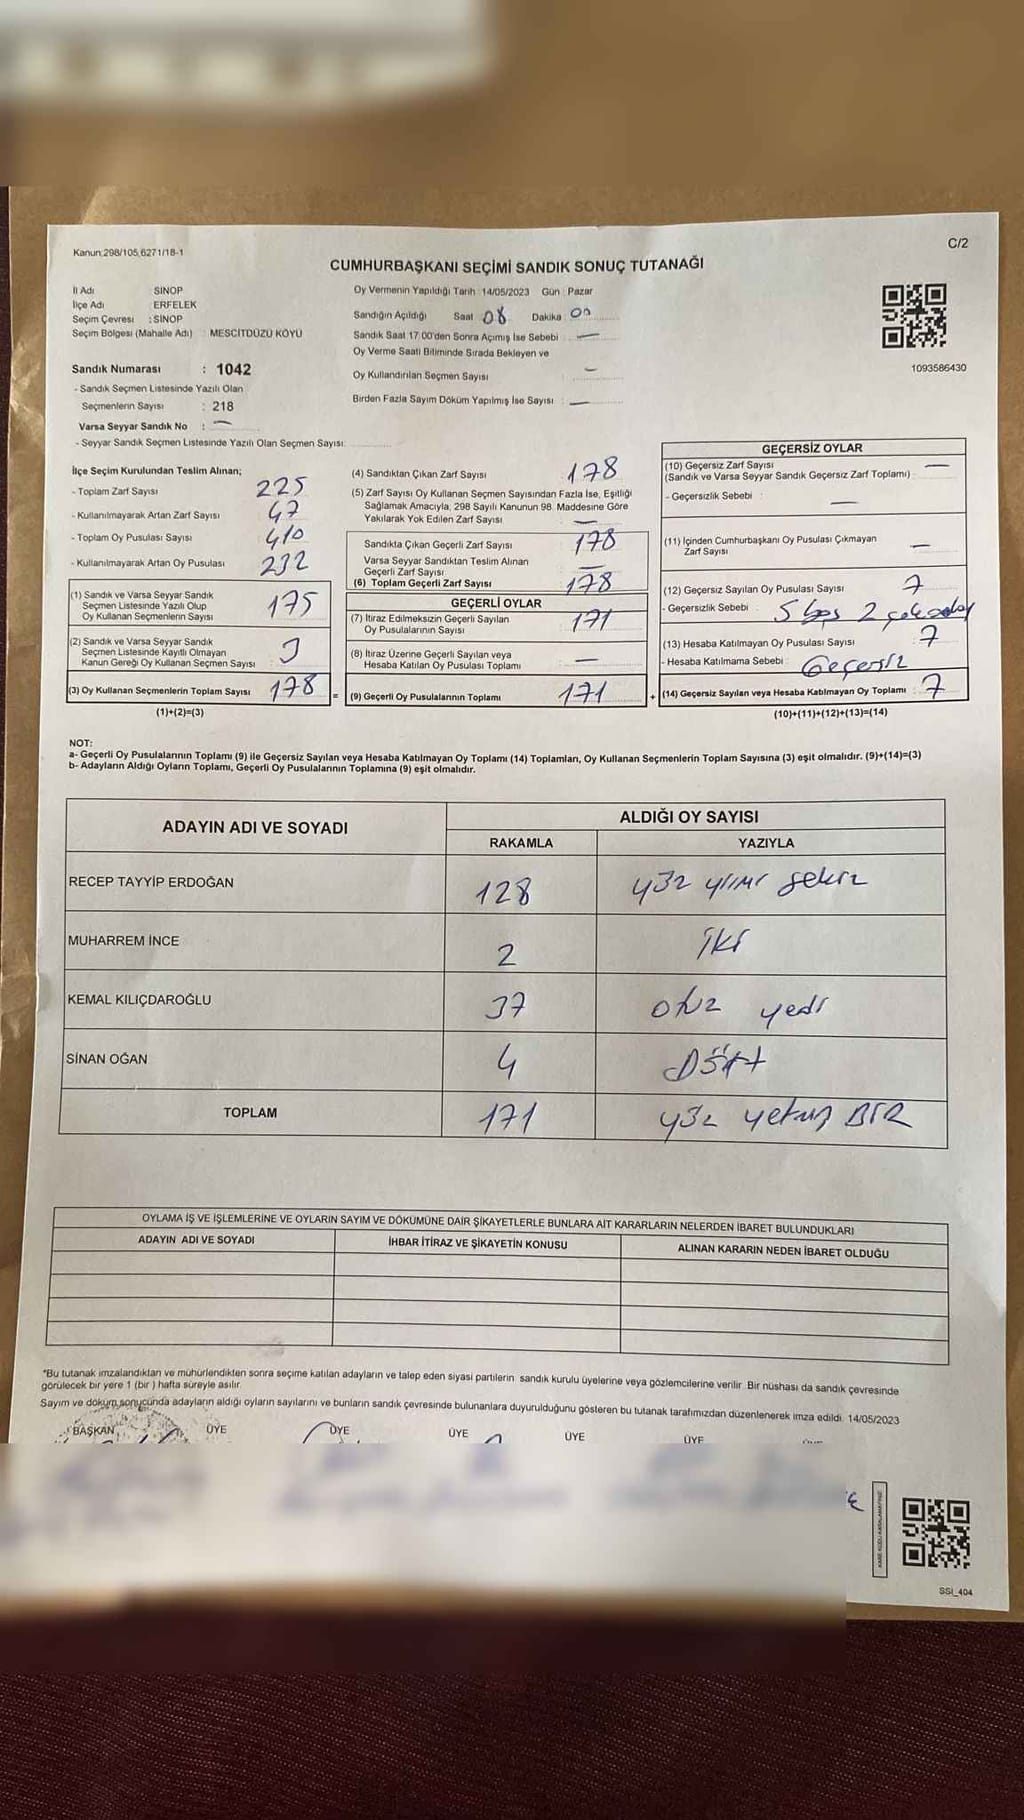 Kanun:298/105,6271/18-1
C/2
CUMHURBAŞKANI SEÇİMİ SANDIK SONUÇ TUTANAĞI
İl Adı : SİNOP
İlçe Adı : ERFELEK
Seçim Çevresi : SİNOP
Seçim Bölgesi (Mahalle Adı) : MESCİTDÜZÜ KÖYÜ
Sandık Numarası : 1042
- Sandık Seçmen Listesinde Yazılı Olan
Seçmenlerin Sayısı : 218
Varsa Seyyar Sandık No : —
- Seyyar Sandık Seçmen Listesinde Yazılı Olan Seçmen Sayısı:
Oy Vermenin Yapıldığı Tarih : 14/05/2023 Gün : Pazar
Sandığın Açıldığı Saat 08 Dakika 00
Sandık Saat 17:00'den Sonra Açımış İse Sebebi : —
Oy Verme Saati Bitiminde Sırada Bekleyen ve
Oy Kullandırılan Seçmen Sayısı : —
Birden Fazla Sayım Döküm Yapılmış İse Sayısı : —
1093586430
İlçe Seçim Kurulundan Teslim Alınan;
- Toplam Zarf Sayısı 225
- Kullanılmayarak Artan Zarf Sayısı 47
- Toplam Oy Pusulası Sayısı 410
- Kullanılmayarak Artan Oy Pusulası 232
(1) Sandık ve Varsa Seyyar Sandık
Seçmen Listesinde Yazılı Olup
Oy Kullanan Seçmenlerin Sayısı 175
(2) Sandık ve Varsa Seyyar Sandık
Seçmen Listesinde Kayıtlı Olmayan
Kanun Gereği Oy Kullanan Seçmen Sayısı 3
(3) Oy Kullanan Seçmenlerin Toplam Sayısı 178 =
(1)+(2)=(3)
(4) Sandıktan Çıkan Zarf Sayısı 178
(5) Zarf Sayısı Oy Kullanan Seçmen Sayısından Fazla İse, Eşitliği
Sağlamak Amacıyla, 298 Sayılı Kanunun 98. Maddesine Göre
Yakılarak Yok Edilen Zarf Sayısı —
Sandıkta Çıkan Geçerli Zarf Sayısı 178
Varsa Seyyar Sandıktan Teslim Alınan
Geçerli Zarf Sayısı —
(6) Toplam Geçerli Zarf Sayısı 178
GEÇERLİ OYLAR
(7) İtiraz Edilmeksizin Geçerli Sayılan
Oy Pusulalarının Sayısı 171
(8) İtiraz Üzerine Geçerli Sayılan veya
Hesaba Katılan Oy Pusulası Toplamı —
(9) Geçerli Oy Pusulalarının Toplamı 171 +
GEÇERSİZ OYLAR
(10) Geçersiz Zarf Sayısı —
(Sandık ve Varsa Seyyar Sandık Geçersiz Zarf Toplamı) :
- Geçersizlik Sebebi : —
(11) İçinden Cumhurbaşkanı Oy Pusulası Çıkmayan
Zarf Sayısı —
(12) Geçersiz Sayılan Oy Pusulası Sayısı 7
- Geçersizlik Sebebi : 5 boş 2
(13) Hesaba Katılmayan Oy Pusulası Sayısı : 7
- Hesaba Katılmama Sebebi : Geçersiz
(14) Geçersiz Sayılan veya Hesaba Katılmayan Oy Toplamı : 7
(10)+(11)+(12)+(13)=(14)
NOT:
a- Geçerli Oy Pusulalarının Toplamı (9) ile Geçersiz Sayılan veya Hesaba Katılmayan Oy Toplamı (14) Toplamları, Oy Kullanan Seçmenlerin Toplam Sayısına (3) eşit olmalıdır. (9)+(14)=(3)
b- Adayların Aldığı Oyların Toplamı, Geçerli Oy Pusulalarının Toplamına (9) eşit olmalıdır.
ADAYIN ADI VE SOYADI ALDIĞI OY SAYISI
RAKAMLA YAZIYLA
RECEP TAYYİP ERDOĞAN 128 yüz yirmi sekiz
MUHARREM İNCE 2 iki
KEMAL KILIÇDAROĞLU 37 otuz yedi
SİNAN OĞAN 4 Dört
TOPLAM 171 yüz yetmiş BİR
OYLAMA İŞ VE İŞLEMLERİNE VE OYLARIN SAYIM VE DÖKÜMÜNE DAİR ŞİKAYETLERLE BUNLARA AİT KARARLARIN NELERDEN İBARET BULUNDUKLARI
ADAYIN ADI VE SOYADI İHBAR İTİRAZ VE ŞİKAYETİN KONUSU ALINAN KARARIN NEDEN İBARET OLDUĞU
*Bu tutanak imzalandıktan ve mühürlendikten sonra seçime katılan adayların ve talep eden siyasi partilerin sandık kurulu üyelerine veya gözlemcilerine verilir. Bir nüshası da sandık çevresinde
görülecek bir yere 1 (bir ) hafta süreyle asılır.
Sayım ve döküm sonucunda adayların aldığı oyların sayılarını ve bunların sandık çevresinde bulunanlara duyurulduğunu gösteren bu tutanak tarafımızdan düzenlenerek imza edildi. 14/05/2023
BAŞKAN ÜYE ÜYE ÜYE ÜYE ÜYE
SSİ_404